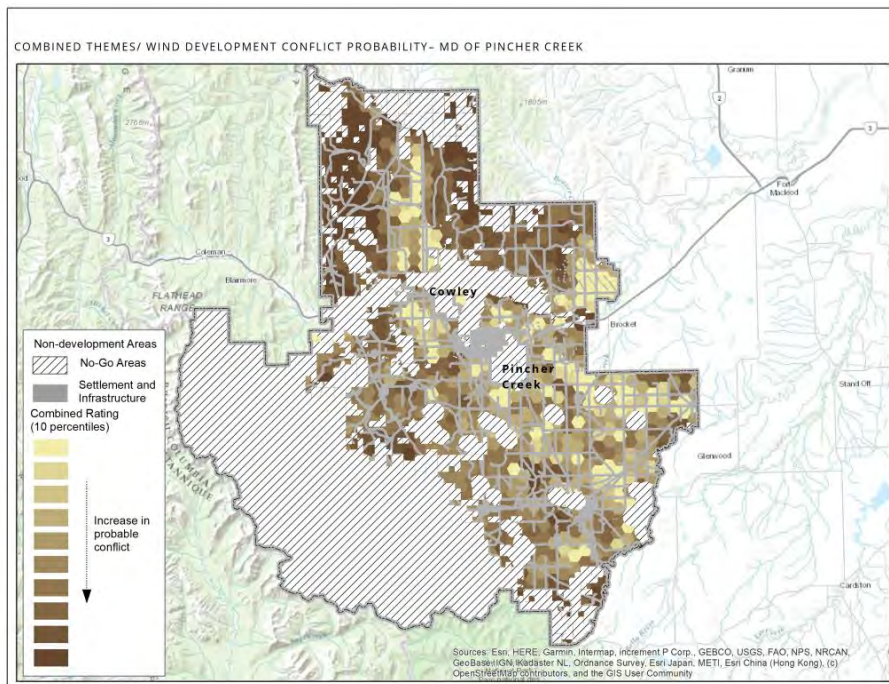 COMBINED THEMES/ WIND DEVELOPMENT CONFLICT PROBABILITY– MD OF PINCHER CREEK
Granum
2
3
Fort
Macleod
3
Coleman
Blairmore
FLATHEAD
RANGE
Cowley
Brocket
Pincher
Creek
Stand Off
Glenwood
Cardston
Non-development Areas
No-Go Areas
Settlement and
Infrastructure
Combined Rating
(10 percentiles)
Increase in
probable
conflict
Sources: Esri, HERE, Garmin, Intermap, increment P Corp., GEBCO, USGS, FAO, NPS, NRCAN,
GeoBase, IGN, Kadaster NL, Ordnance Survey, Esri Japan, METI, Esri China (Hong Kong), (c)
OpenStreetMap contributors, and the GIS User Community